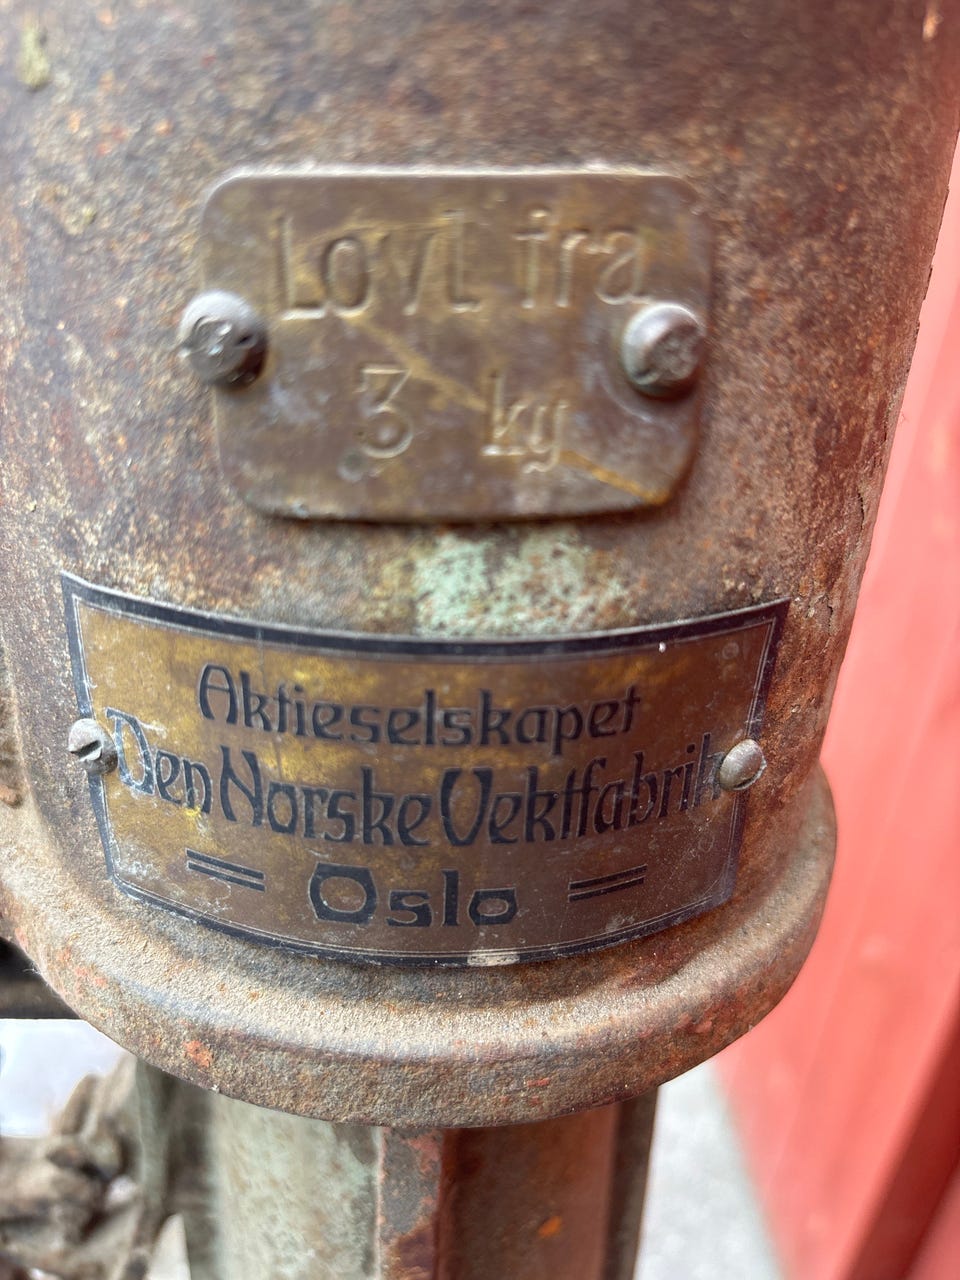 Lovl fra
3 kg
Aktieselskapet
Den Norske Vektfabrik
Oslo